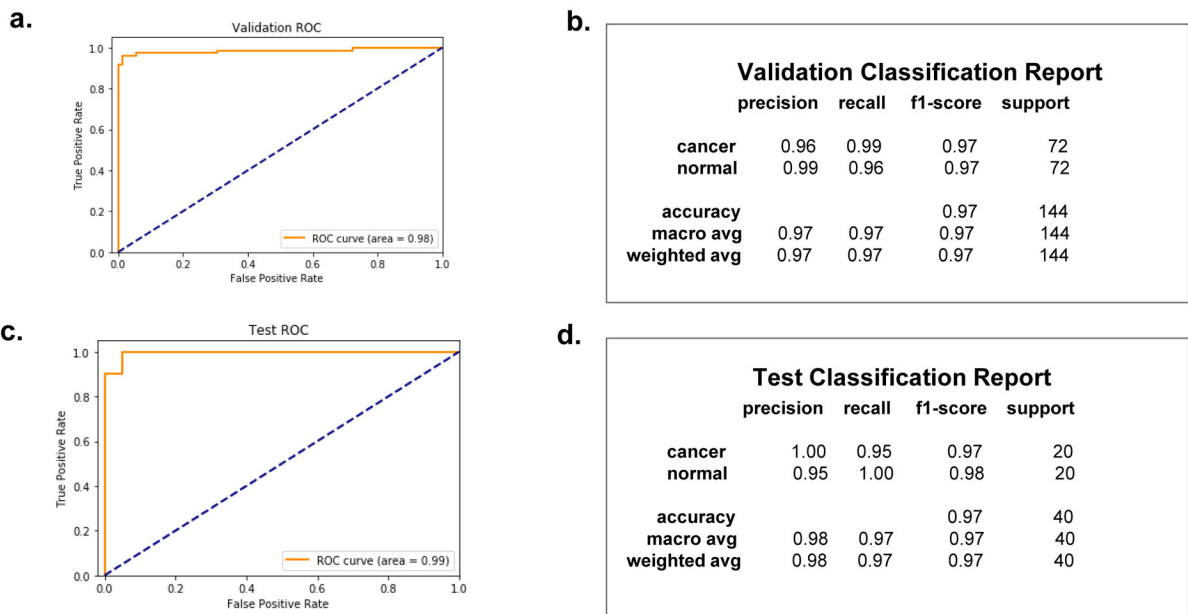 a.
Validation ROC
True Positive Rate
1.0
0.8
0.6
0.4
0.2
0.0
ROC curve (area = 0.98)
0.0 0.2 0.4 0.6 0.8 1.0
False Positive Rate
b.
Validation Classification Report
precision recall f1-score support
cancer 0.96 0.99 0.97 72
normal 0.99 0.96 0.97 72
accuracy 0.97 144
macro avg 0.97 0.97 0.97 144
weighted avg 0.97 0.97 0.97 144
c.
Test ROC
True Positive Rate
1.0
0.8
0.6
0.4
0.2
0.0
ROC curve (area = 0.99)
0.0 0.2 0.4 0.6 0.8 1.0
False Positive Rate
d.
Test Classification Report
precision recall f1-score support
cancer 1.00 0.95 0.97 20
normal 0.95 1.00 0.98 20
accuracy 0.97 40
macro avg 0.98 0.97 0.97 40
weighted avg 0.98 0.97 0.97 40